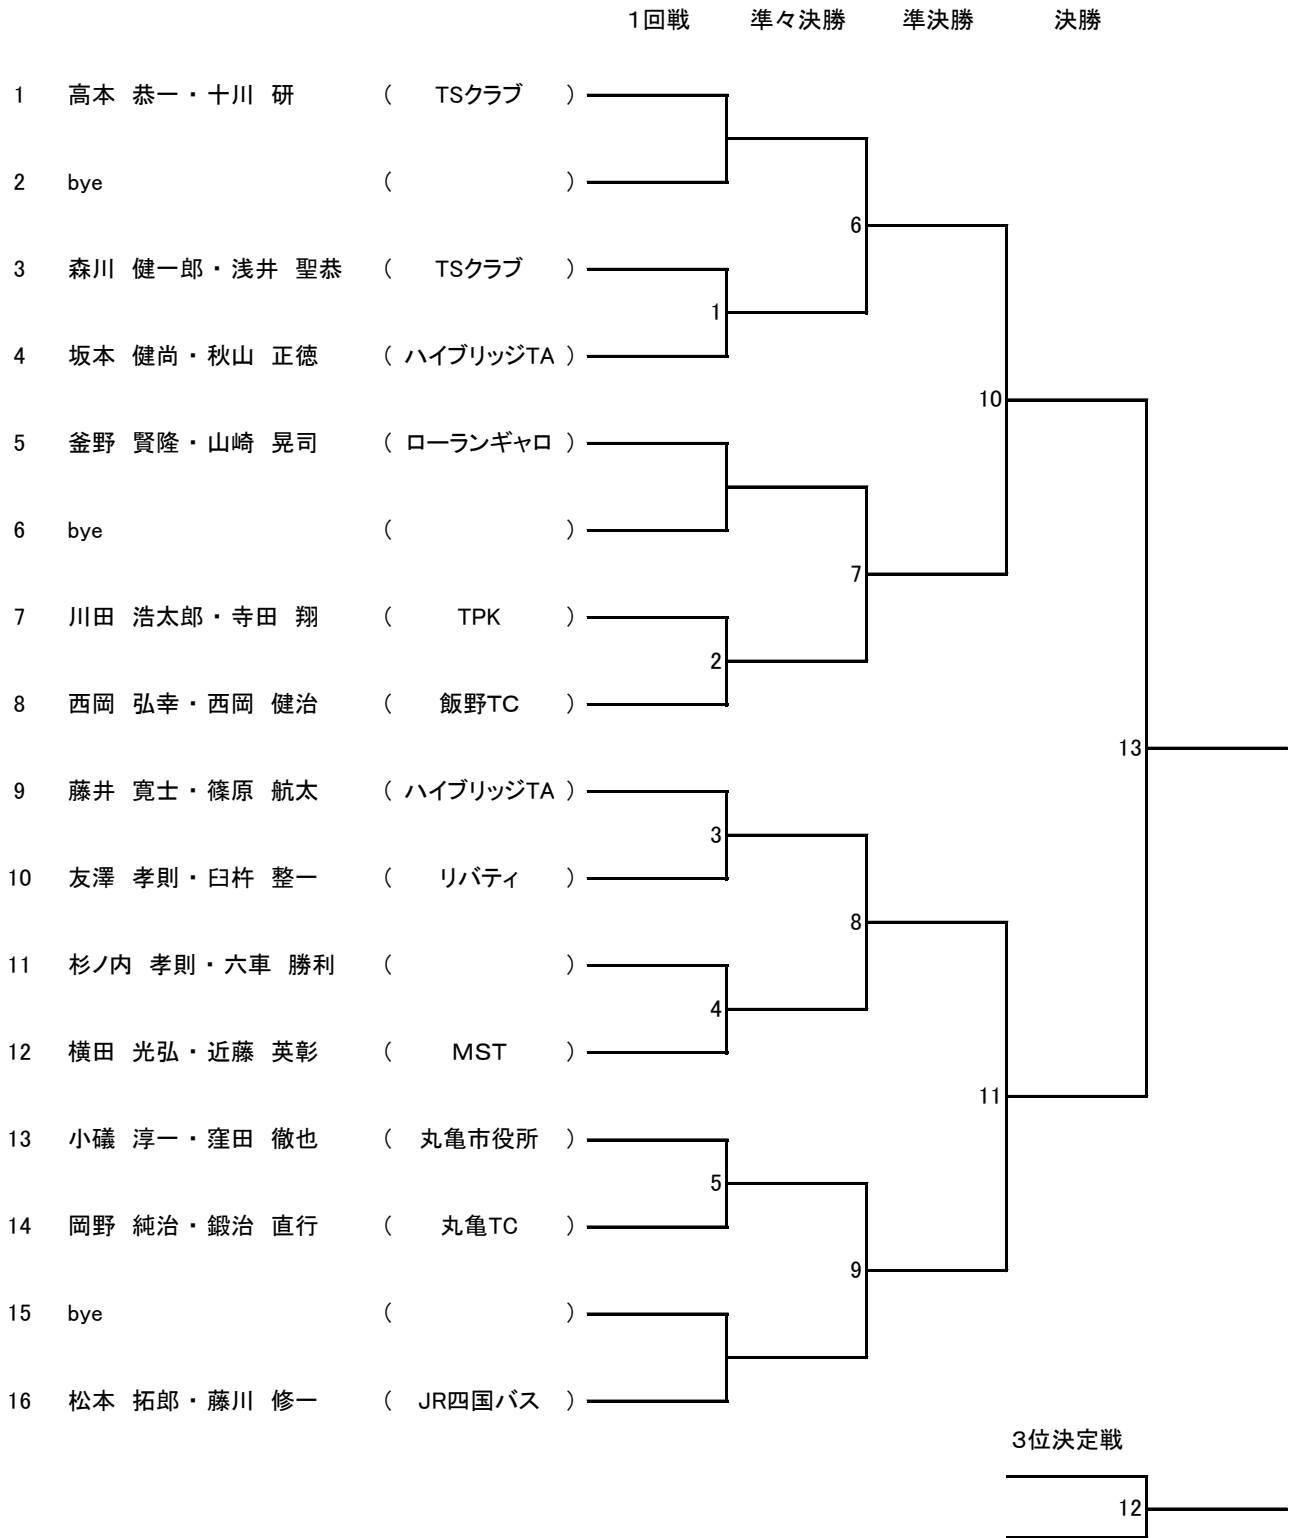 1回戦 準々決勝 準決勝 決勝
1 高本 恭一・十川 研 ( TSクラブ )
2 bye ( )
6
3 森川 健一郎・浅井 聖恭 ( TSクラブ )
1
4 坂本 健尚・秋山 正徳 ( ハイブリッジTA )
10
5 釜野 賢隆・山崎 晃司 ( ローランギャロ )
6 bye ( )
7
7 川田 浩太郎・寺田 翔 ( TPK )
2
8 西岡 弘幸・西岡 健治 ( 飯野TC )
13
9 藤井 寛士・篠原 航太 ( ハイブリッジTA )
3
10 友澤 孝則・臼杵 整一 ( リバティ )
8
11 杉ノ内 孝則・六車 勝利 ( )
4
12 横田 光弘・近藤 英彰 ( MST )
11
13 小礒 淳一・窪田 徹也 ( 丸亀市役所 )
5
14 岡野 純治・鍛治 直行 ( 丸亀TC )
9
15 bye ( )
16 松本 拓郎・藤川 修一 ( JR四国バス )
3位決定戦
12